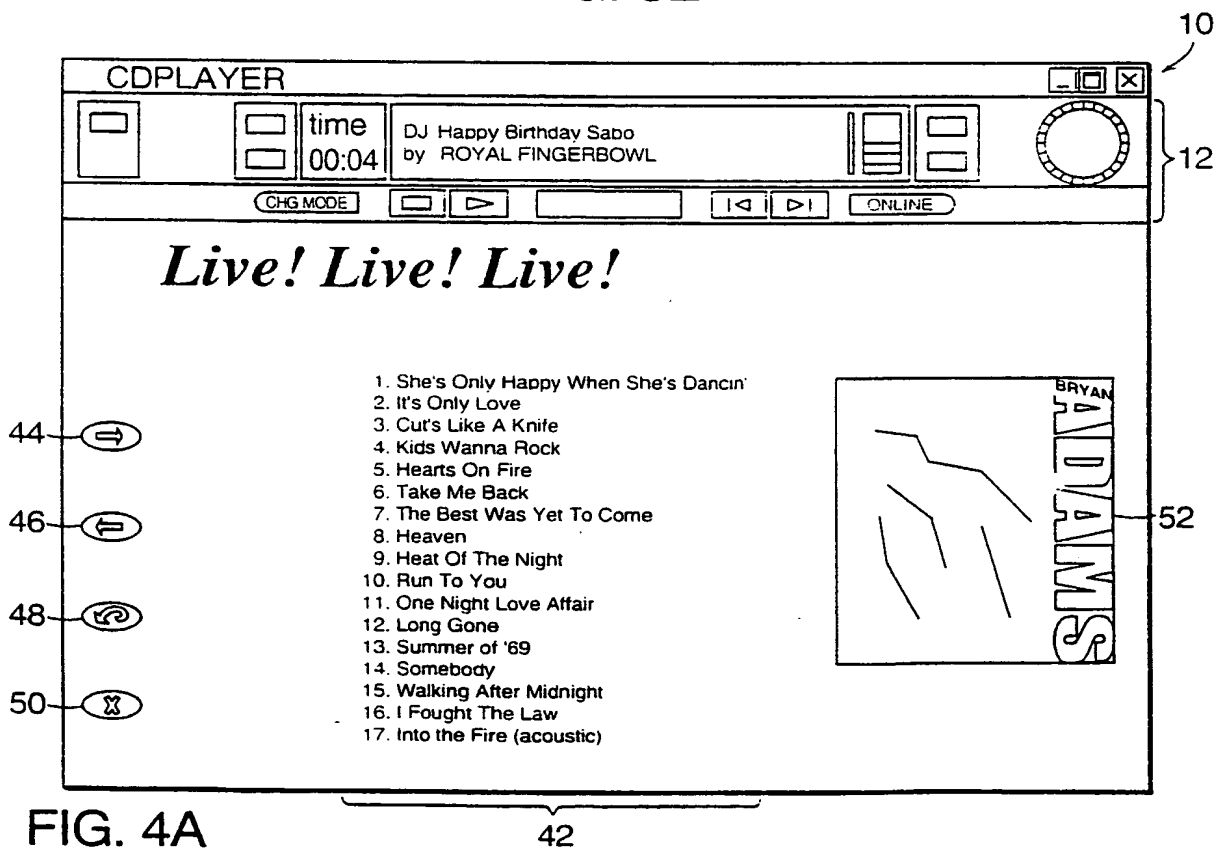 10
CDPLAYER
time
00:04
DJ Happy Birthday Sabo
by ROYAL FINGERBOWL
12
CHG MODE
ONLINE
Live! Live! Live!
1. She's Only Happy When She's Dancin'
2. It's Only Love
3. Cut's Like A Knife
4. Kids Wanna Rock
5. Hearts On Fire
6. Take Me Back
7. The Best Was Yet To Come
8. Heaven
9. Heat Of The Night
10. Run To You
11. One Night Love Affair
12. Long Gone
13. Summer of '69
14. Somebody
15. Walking After Midnight
16. I Fought The Law
17. Into the Fire (acoustic)
BRYAN
ADAMS
44
46
48
50
52
FIG. 4A
42